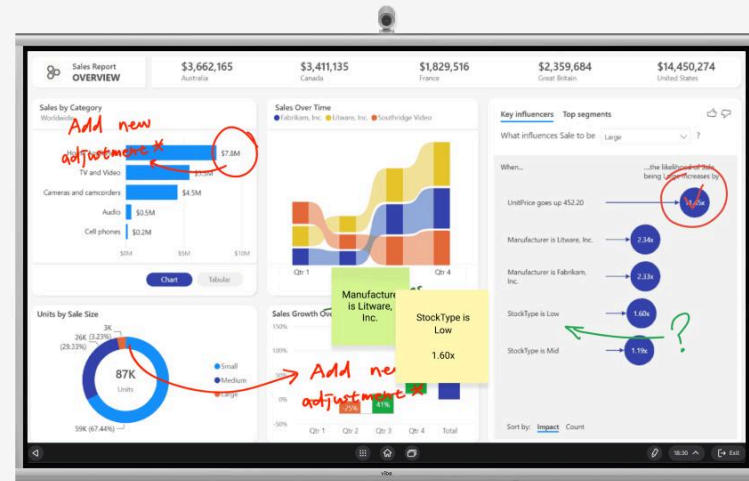 Sales Report
OVERVIEW
$3,662,165
Australia
$3,411,135
Canada
$1,829,516
France
$2,359,684
Great Britain
$14,450,274
United States
Sales by Category
Worldwide
Add new
adjustment *
$7.8M
TV and Video
Cameras and camcorders
$4.5M
Audio
$0.5M
Cell phones
$0.2M
$0M
$5M
$10M
Chart
Tabular
Sales Over Time
Fabrikam, Inc.
Litware, Inc.
Southridge Video
Qtr 1
Qtr 4
Manufacture
is Litware,
Inc.
StockType is
Low
1.60x
Key influencers
Top segments
What influences Sale to be
Large
?
When...
...the likelihood of Sale
being Large increases by
UnitPrice goes up 452.20
Manufacturer is Litware, Inc.
2.34x
Manufacturer is Fabrikam,
Inc.
2.33x
StockType is Low
1.60x
?
StockType is Mid
1.19x
Sort by:
Impact
Count
Units by Sale Size
3K
(3.23%)
26K
(29.33%)
87K
Units
59K (67.44%)
Small
Medium
Large
Sales Growth
150%
100%
0%
-50%
Add new
adjustment *
-25%
41%
Qtr 1
Qtr 2
Qtr 3
Qtr 4
Total
18:30
Exit
vibe